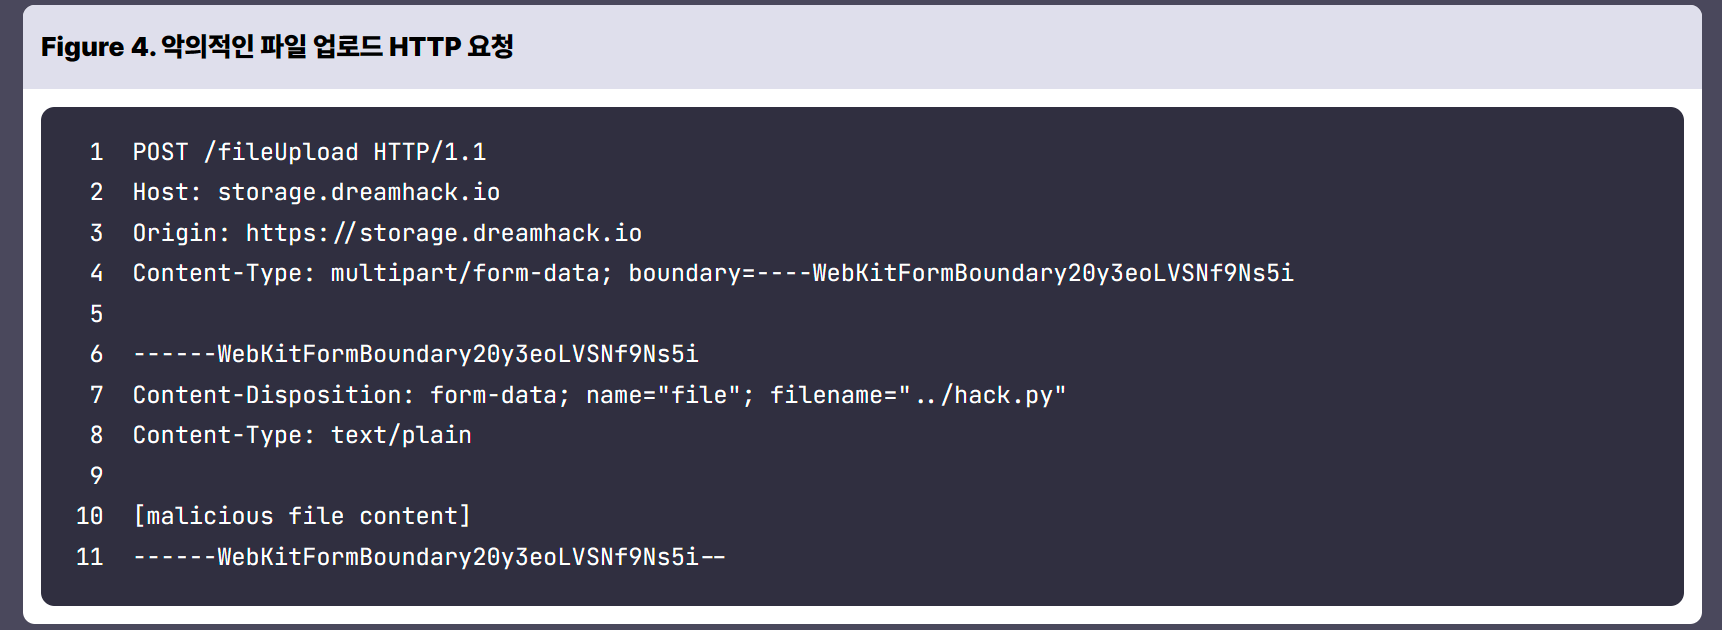 Figure 4. 악의적인 파일 업로드 HTTP 요청
1 POST /fileUpload HTTP/1.1
2 Host: storage.dreamhack.io
3 Origin: https://storage.dreamhack.io
4 Content-Type: multipart/form-data; boundary=----WebKitFormBoundary20y3eoLVSNf9Ns5i
5
6 ------WebKitFormBoundary20y3eoLVSNf9Ns5i
7 Content-Disposition: form-data; name="file"; filename="../hack.py"
8 Content-Type: text/plain
9
10 [malicious file content]
11 ------WebKitFormBoundary20y3eoLVSNf9Ns5i--